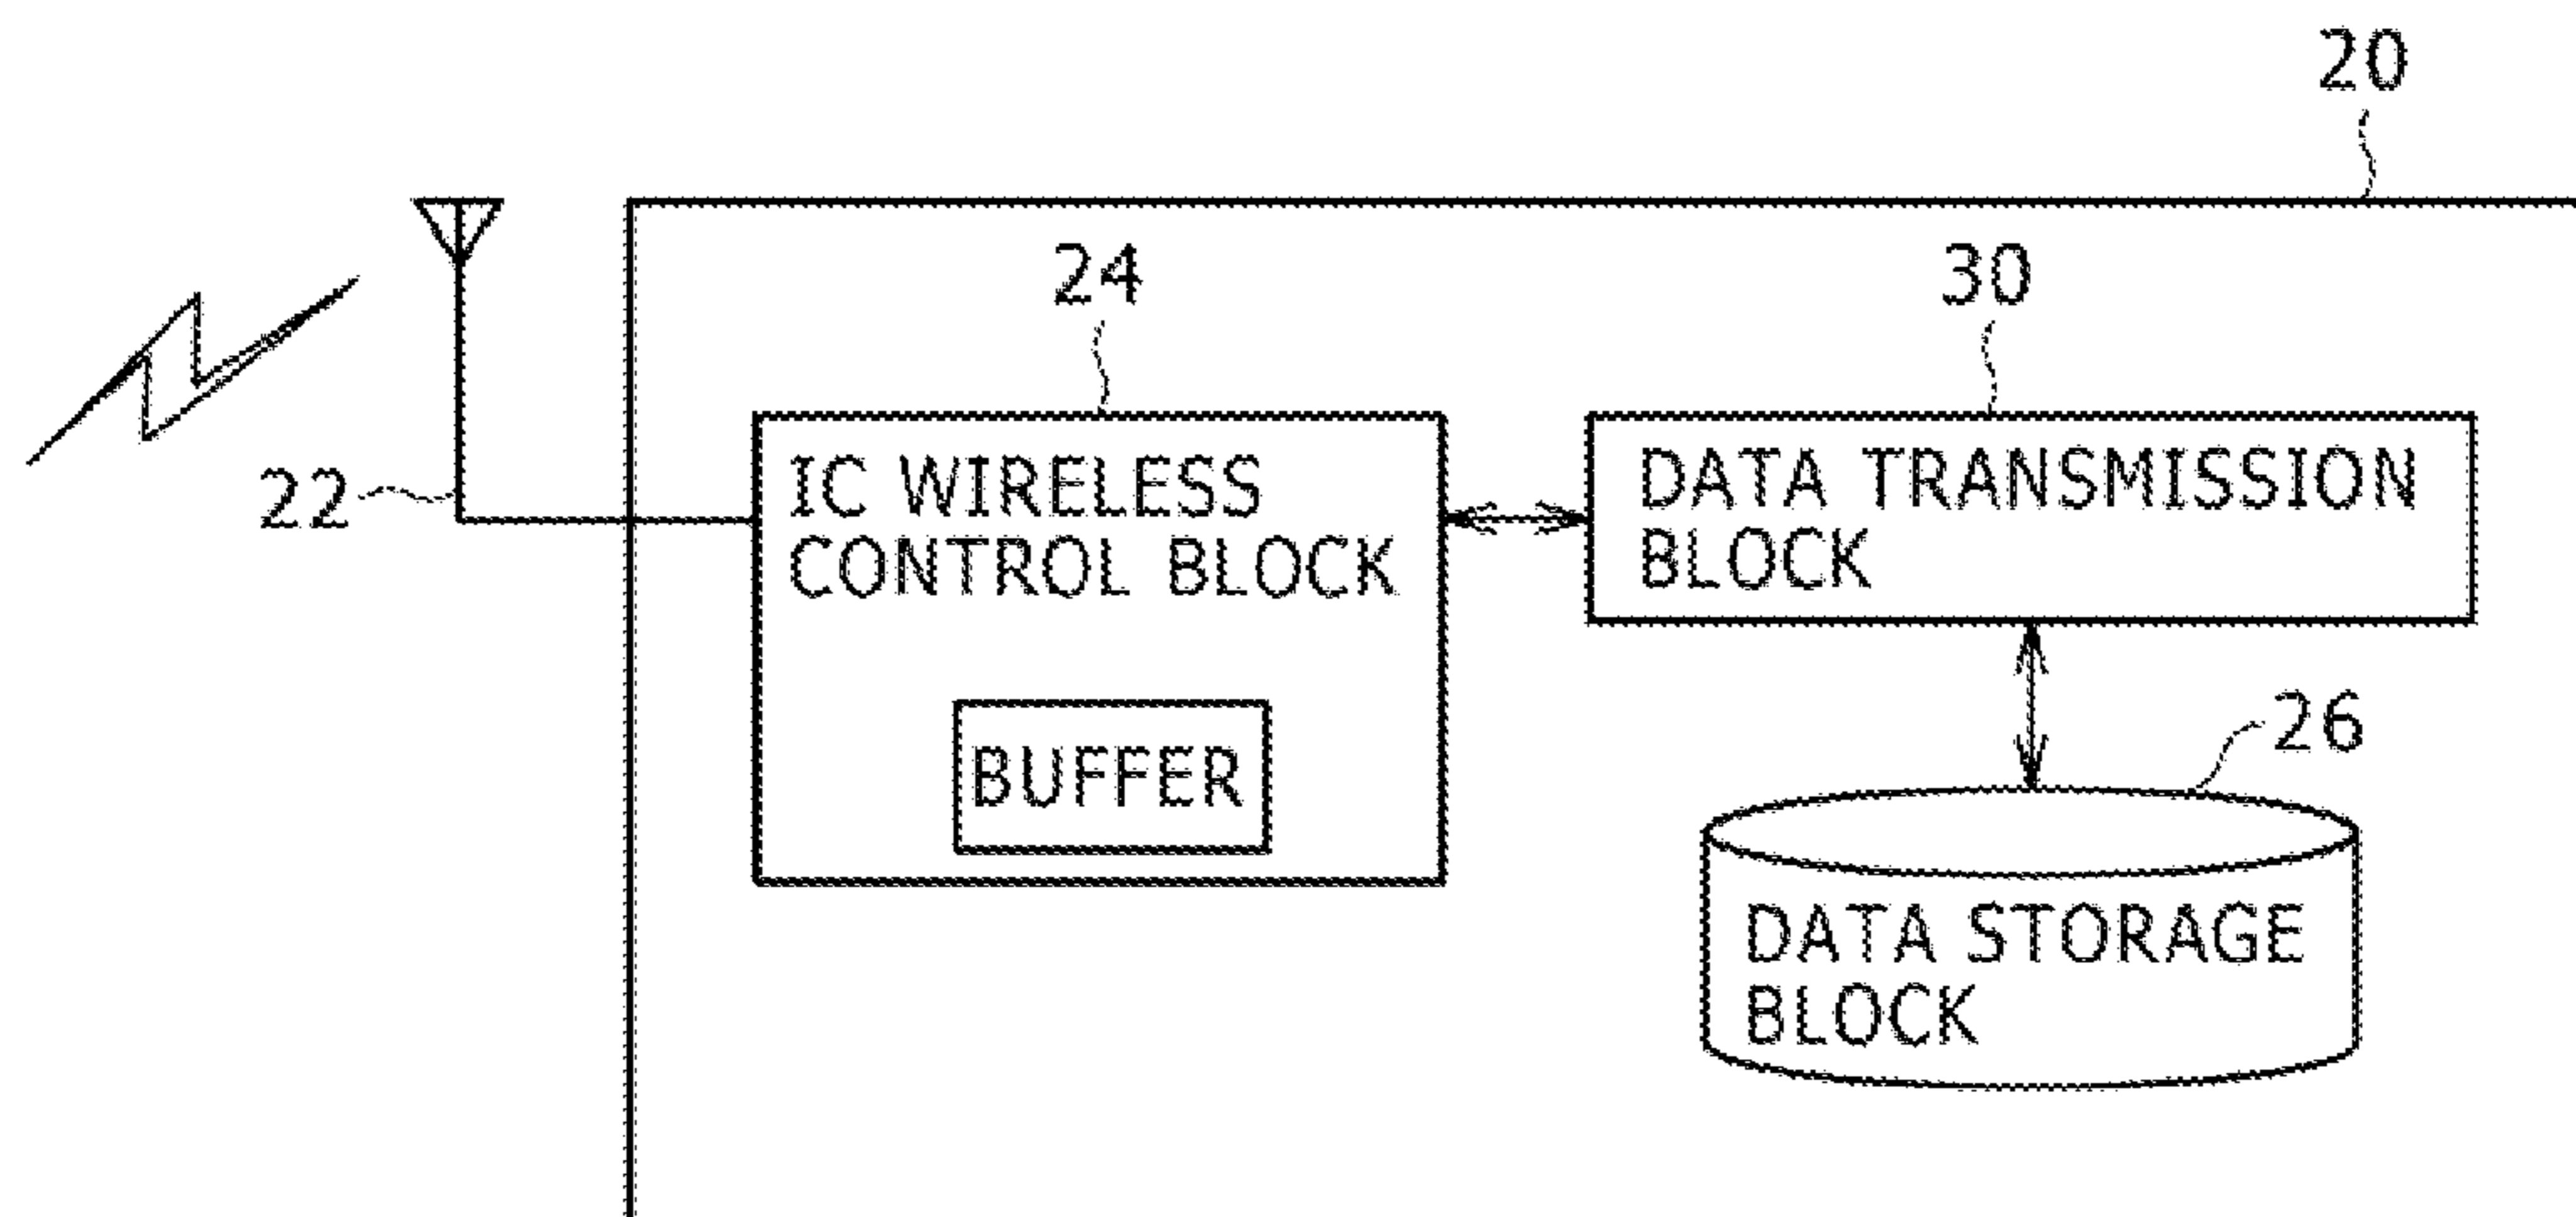 20
24
30
22
IC WIRELESS
CONTROL BLOCK
DATA TRANSMISSION
BLOCK
BUFFER
26
DATA STORAGE
BLOCK